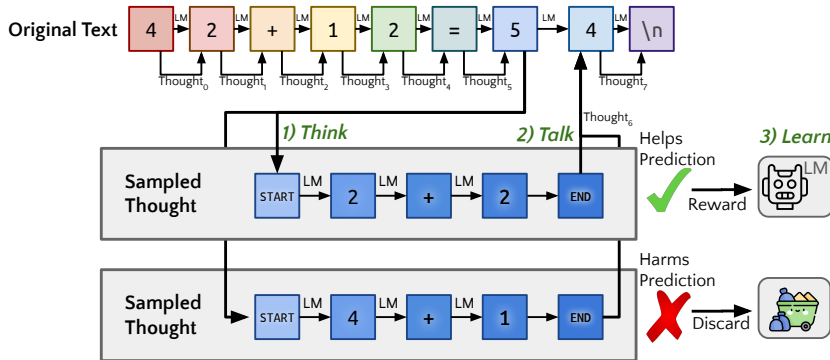 Original Text 4 LM 2 LM + LM 1 LM 2 LM = LM 5 LM 4 LM \n
Thought0 Thought1 Thought2 Thought3 Thought4 Thought5 Thought7
Thought6
1) Think 2) Talk Helps Prediction 3) Learn
Sampled Thought START LM 2 LM + LM 2 END Reward LM
Harms Prediction
Sampled Thought START LM 4 LM + LM 1 END Discard